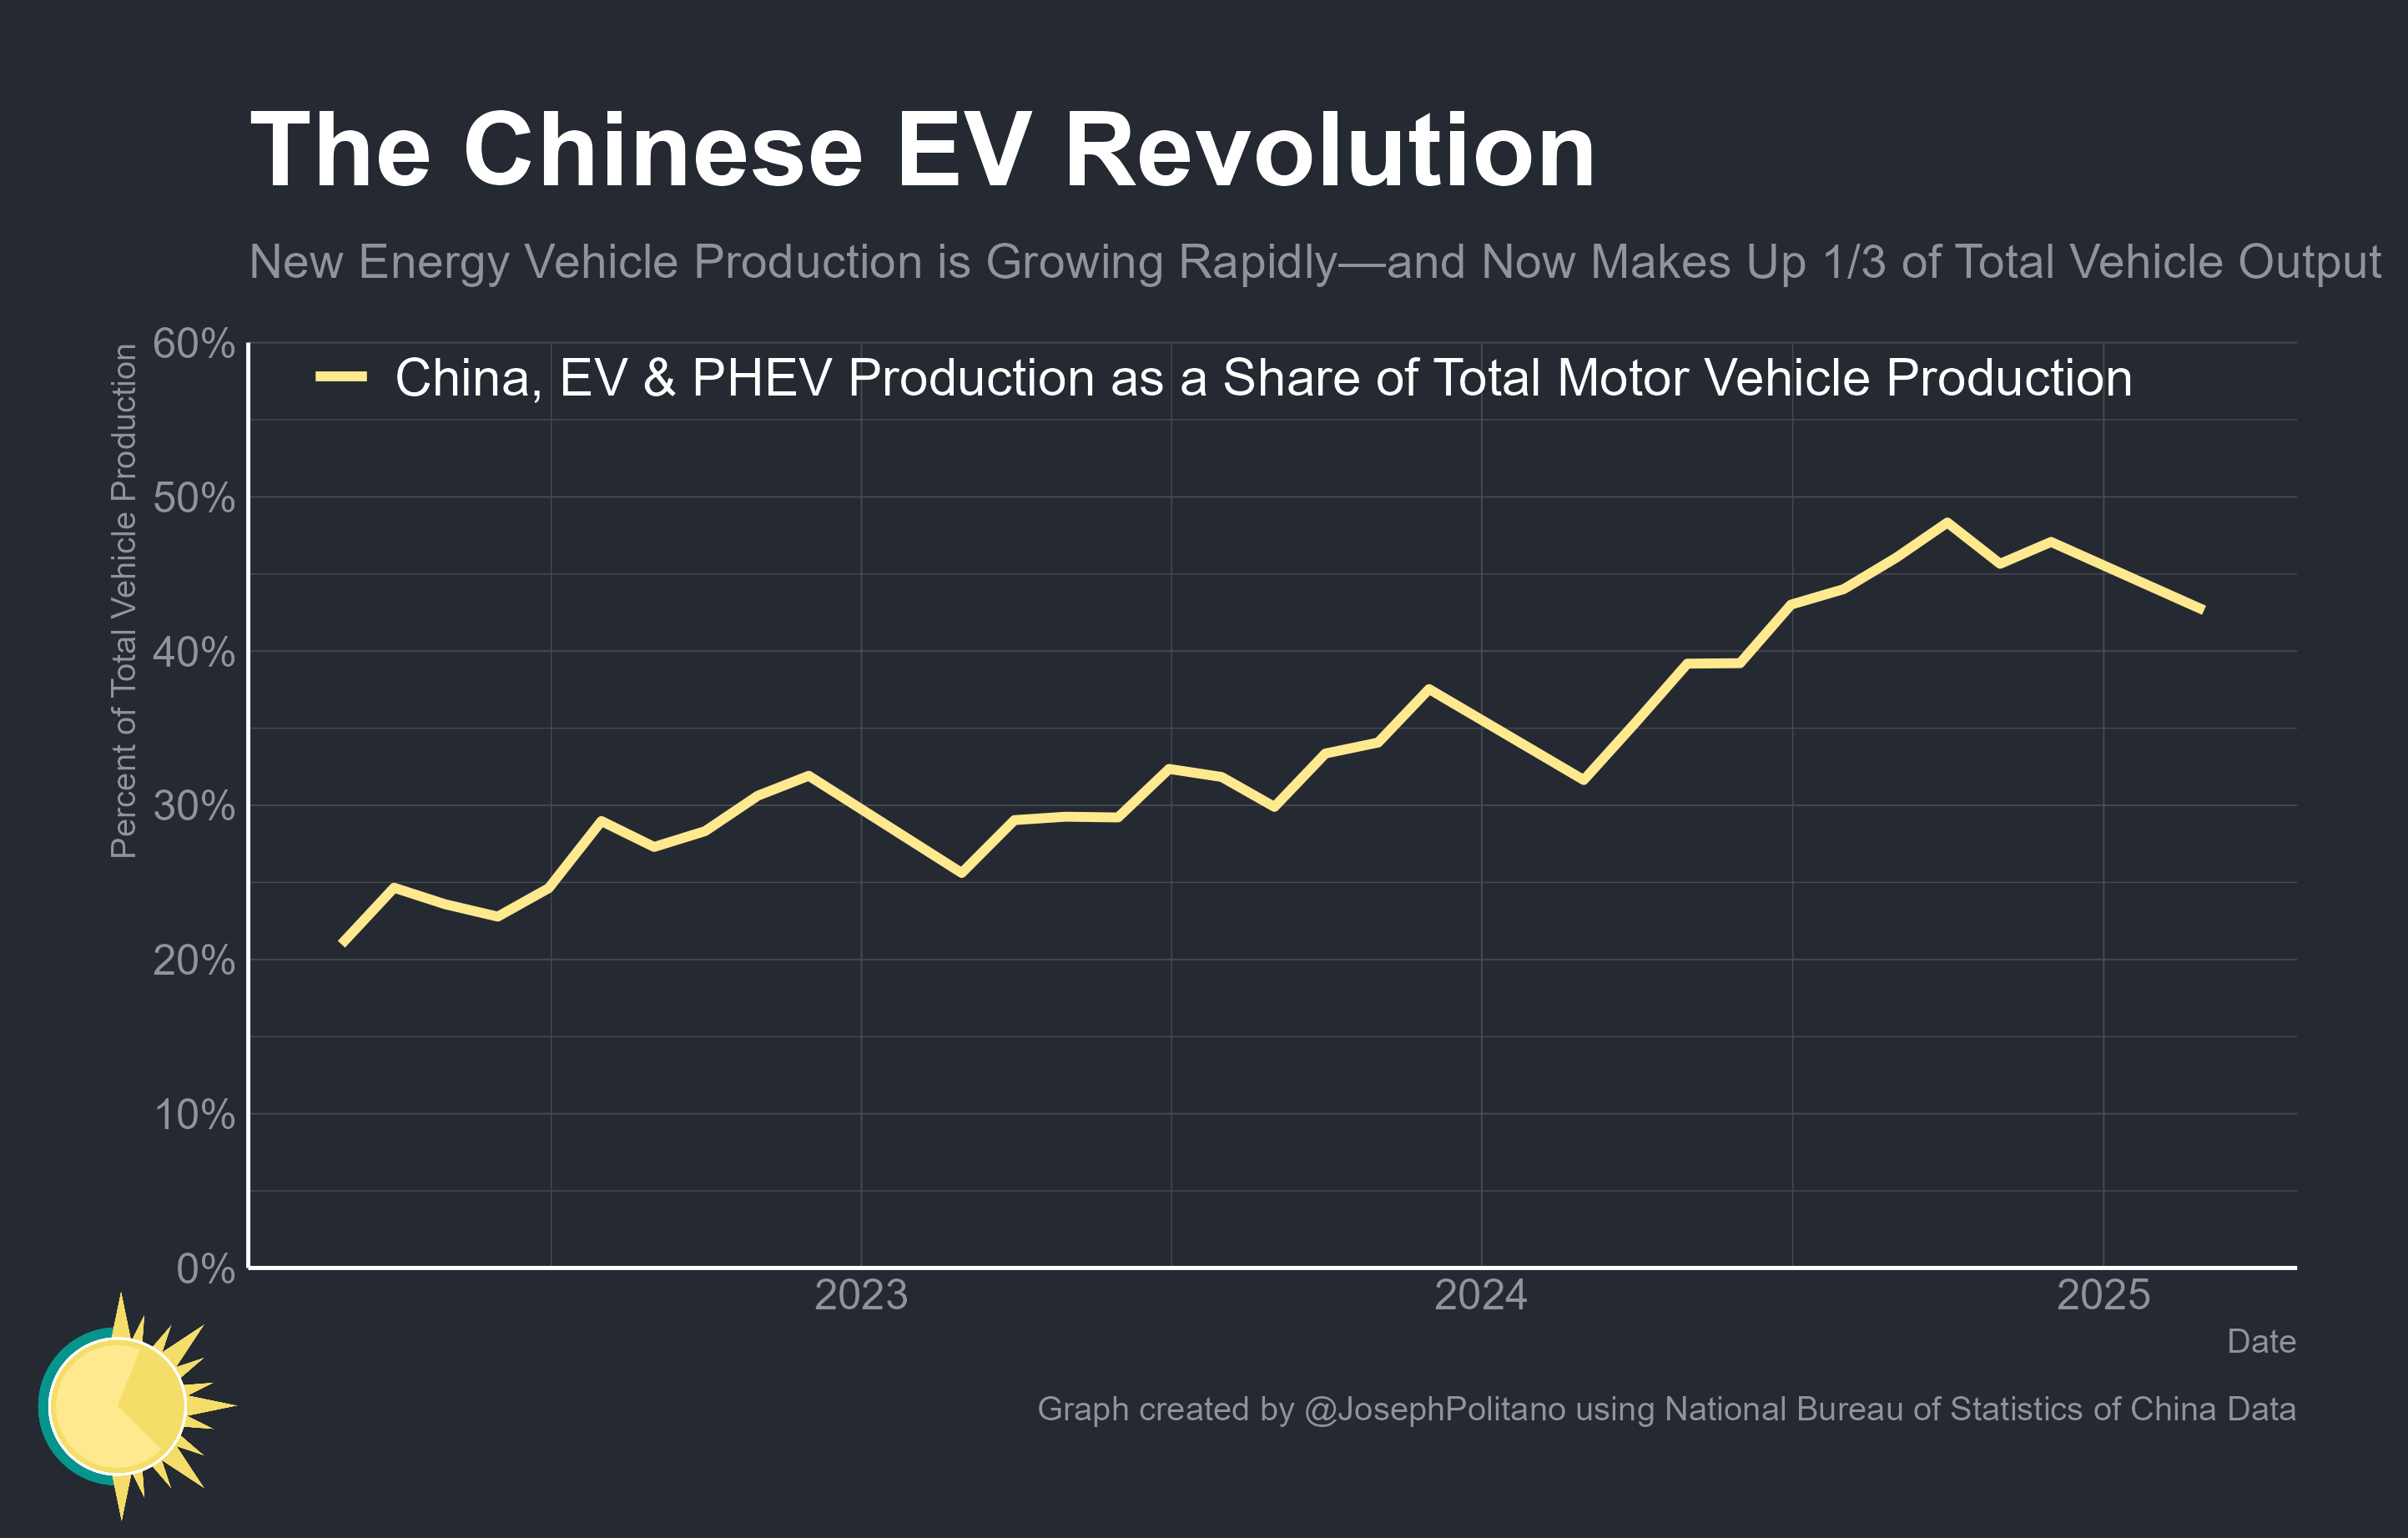 The Chinese EV Revolution
New Energy Vehicle Production is Growing Rapidly—and Now Makes Up 1/3 of Total Vehicle Output
Percent of Total Vehicle Production
60%
50%
40%
30%
20%
10%
0%
China, EV & PHEV Production as a Share of Total Motor Vehicle Production
2023
2024
2025
Date
Graph created by @JosephPolitano using National Bureau of Statistics of China Data